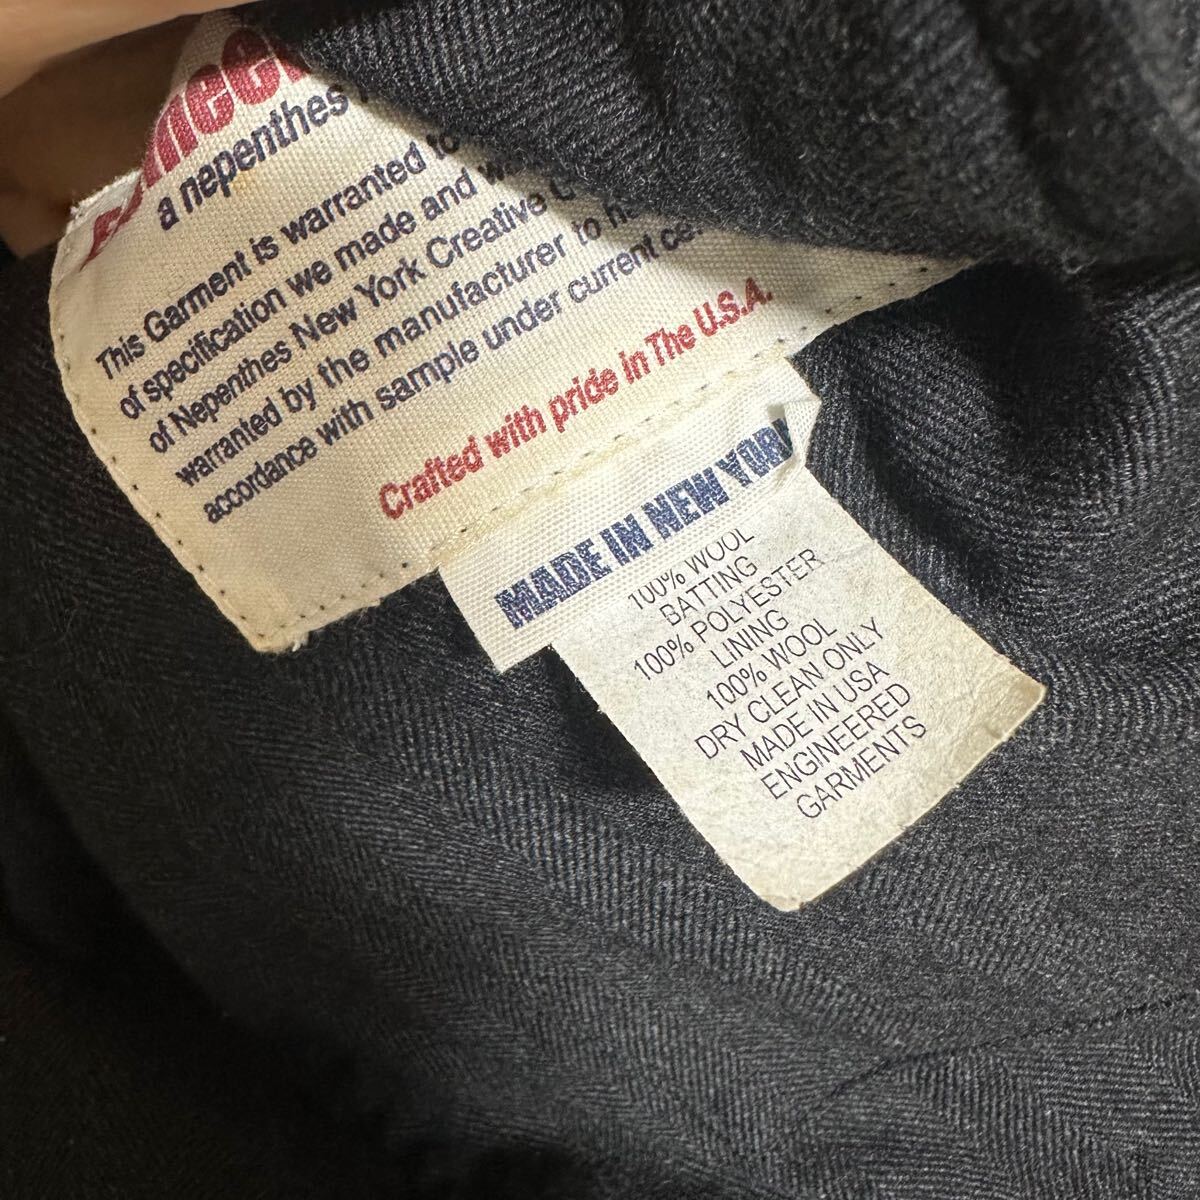 a nepenthes
This Garment is warranted to
of specification we made and
of Nepenthes New York Creative
warranted by the manufacturer to
accordance with sample under current
Crafted with pride in The U.S.A.
MADE IN NEW YORK
100% WOOL
BATTING
100% POLYESTER
LINING
100% WOOL
DRY CLEAN ONLY
MADE IN USA
ENGINEERED
GARMENTS